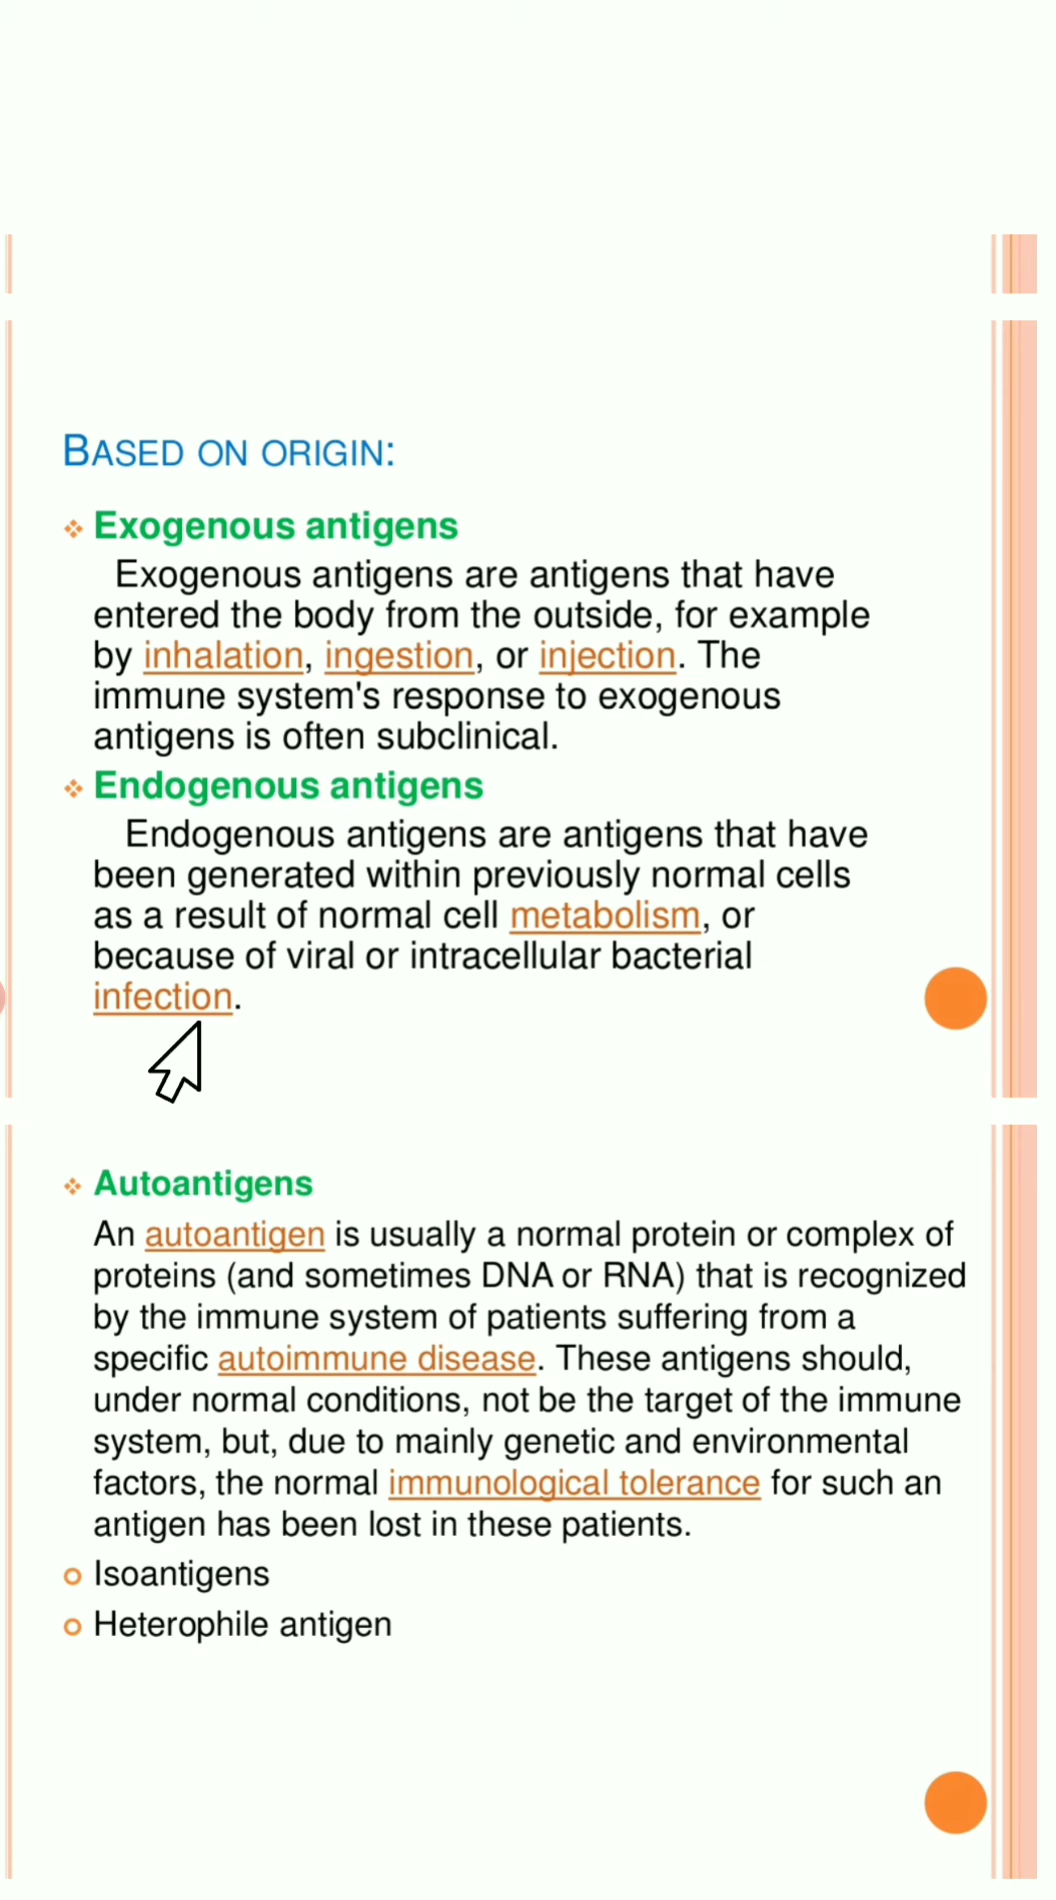 BASED ON ORIGIN:
Exogenous antigens
Exogenous antigens are antigens that have
entered the body from the outside, for example
by inhalation, ingestion, or injection. The
immune system's response to exogenous
antigens is often subclinical.
Endogenous antigens
Endogenous antigens are antigens that have
been generated within previously normal cells
as a result of normal cell metabolism, or
because of viral or intracellular bacterial
infection.
Autoantigens
An autoantigen is usually a normal protein or complex of
proteins (and sometimes DNA or RNA) that is recognized
by the immune system of patients suffering from a
specific autoimmune disease. These antigens should,
under normal conditions, not be the target of the immune
system, but, due to mainly genetic and environmental
factors, the normal immunological tolerance for such an
antigen has been lost in these patients.
Isoantigens
Heterophile antigen